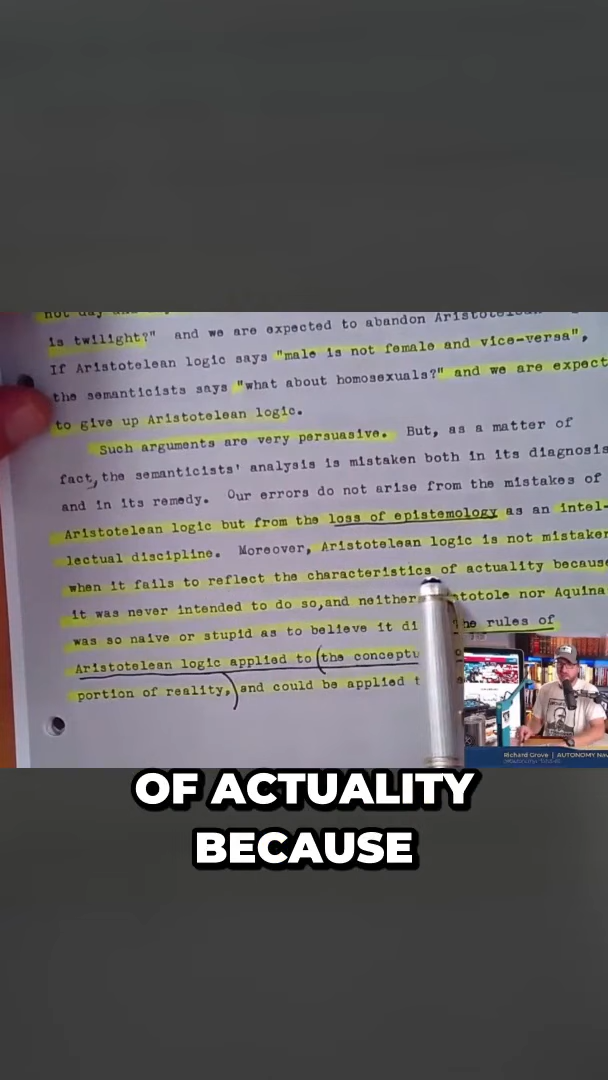 is twilight?" and we are expected to abandon
If Aristotelean logic says "male is not female and vice-versa",
the semanticists says "what about homosexuals?" and we are expect
to give up Aristotelean logic.
Such arguments are very persuasive. But, as a matter of
fact, the semanticists' analysis is mistaken both in its diagnosis
and in its remedy. Our errors do not arise from the mistakes of
Aristotelean logic but from the loss of epistemology as an intel-
lectual discipline. Moreover, Aristotelean logic is not mistaken
when it fails to reflect the characteristics of actuality because
it was never intended to do so, and neither nor Aquina
was so naive or stupid as to believe it di rules of
Aristotelean logic applied to (the conceptu
portion of reality,) and could be applied t
Richard Grove | AUTONOMY
OF ACTUALITY
BECAUSE